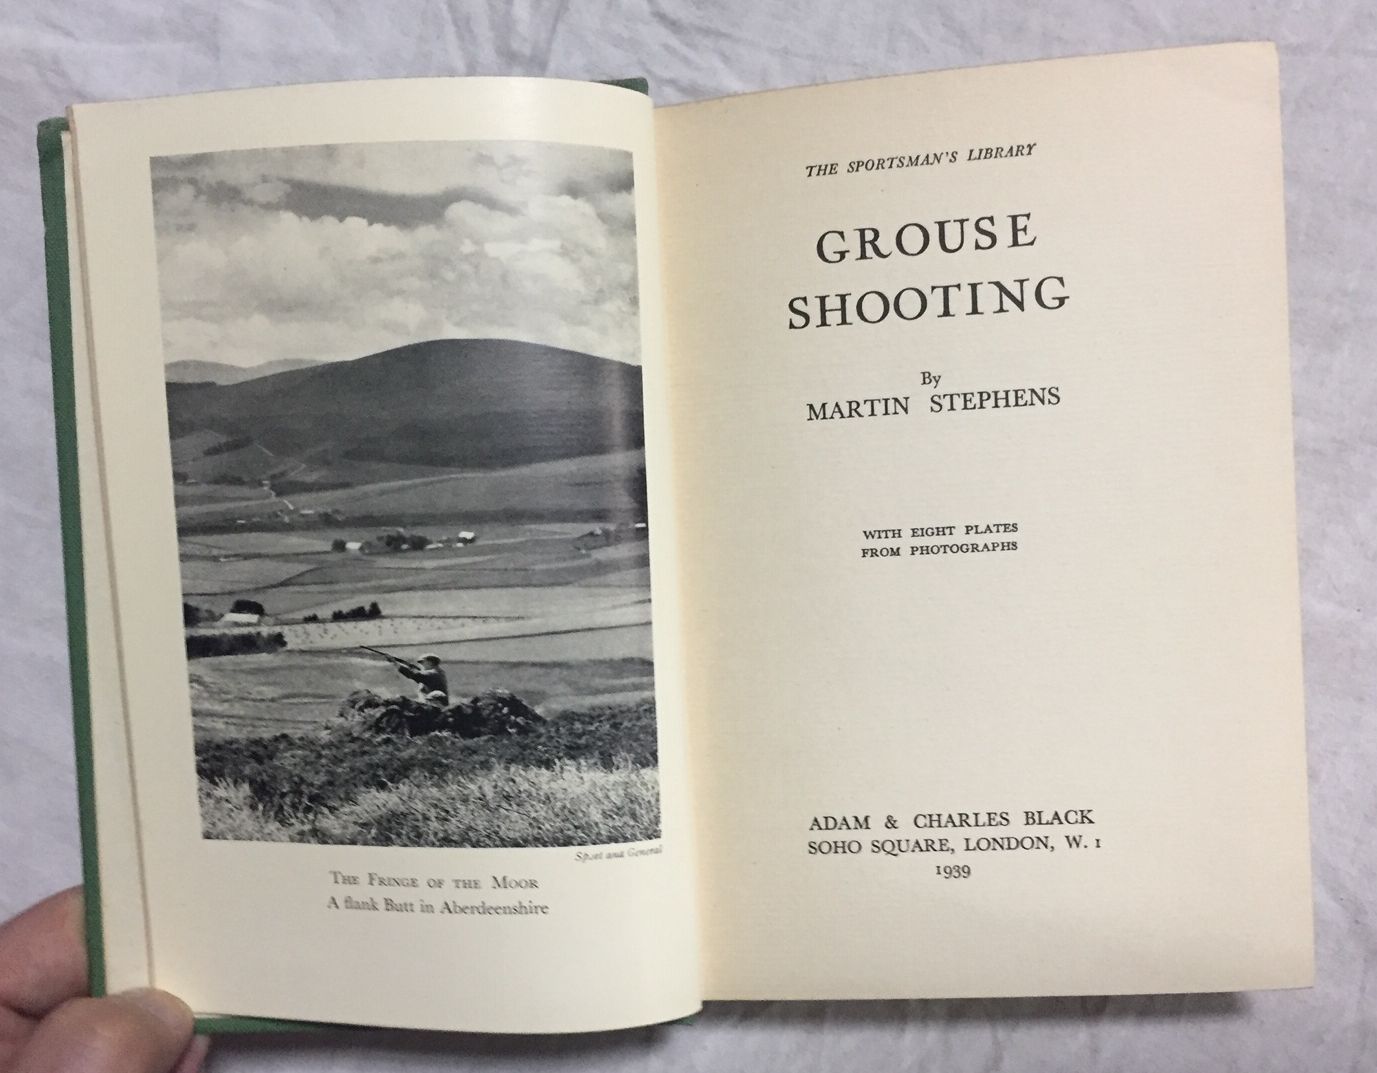 Sport and General
THE FRINGE OF THE MOOR
A flank Butt in Aberdeenshire
THE SPORTSMAN'S LIBRARY
GROUSE
SHOOTING
By
MARTIN STEPHENS
WITH EIGHT PLATES
FROM PHOTOGRAPHS
ADAM & CHARLES BLACK
SOHO SQUARE, LONDON, W. 1
1939